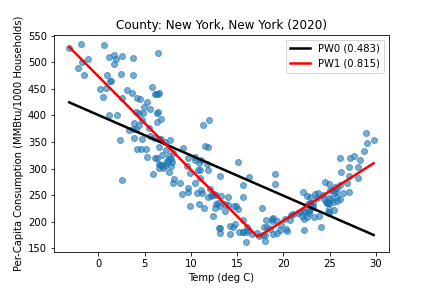 County: New York, New York (2020)
PW0 (0.483)
PW1 (0.815)
Per-Capita Consumption (MMBtu/1000 Households)
550
500
450
400
350
300
250
200
150
0 5 10 15 20 25 30
Temp (deg C)